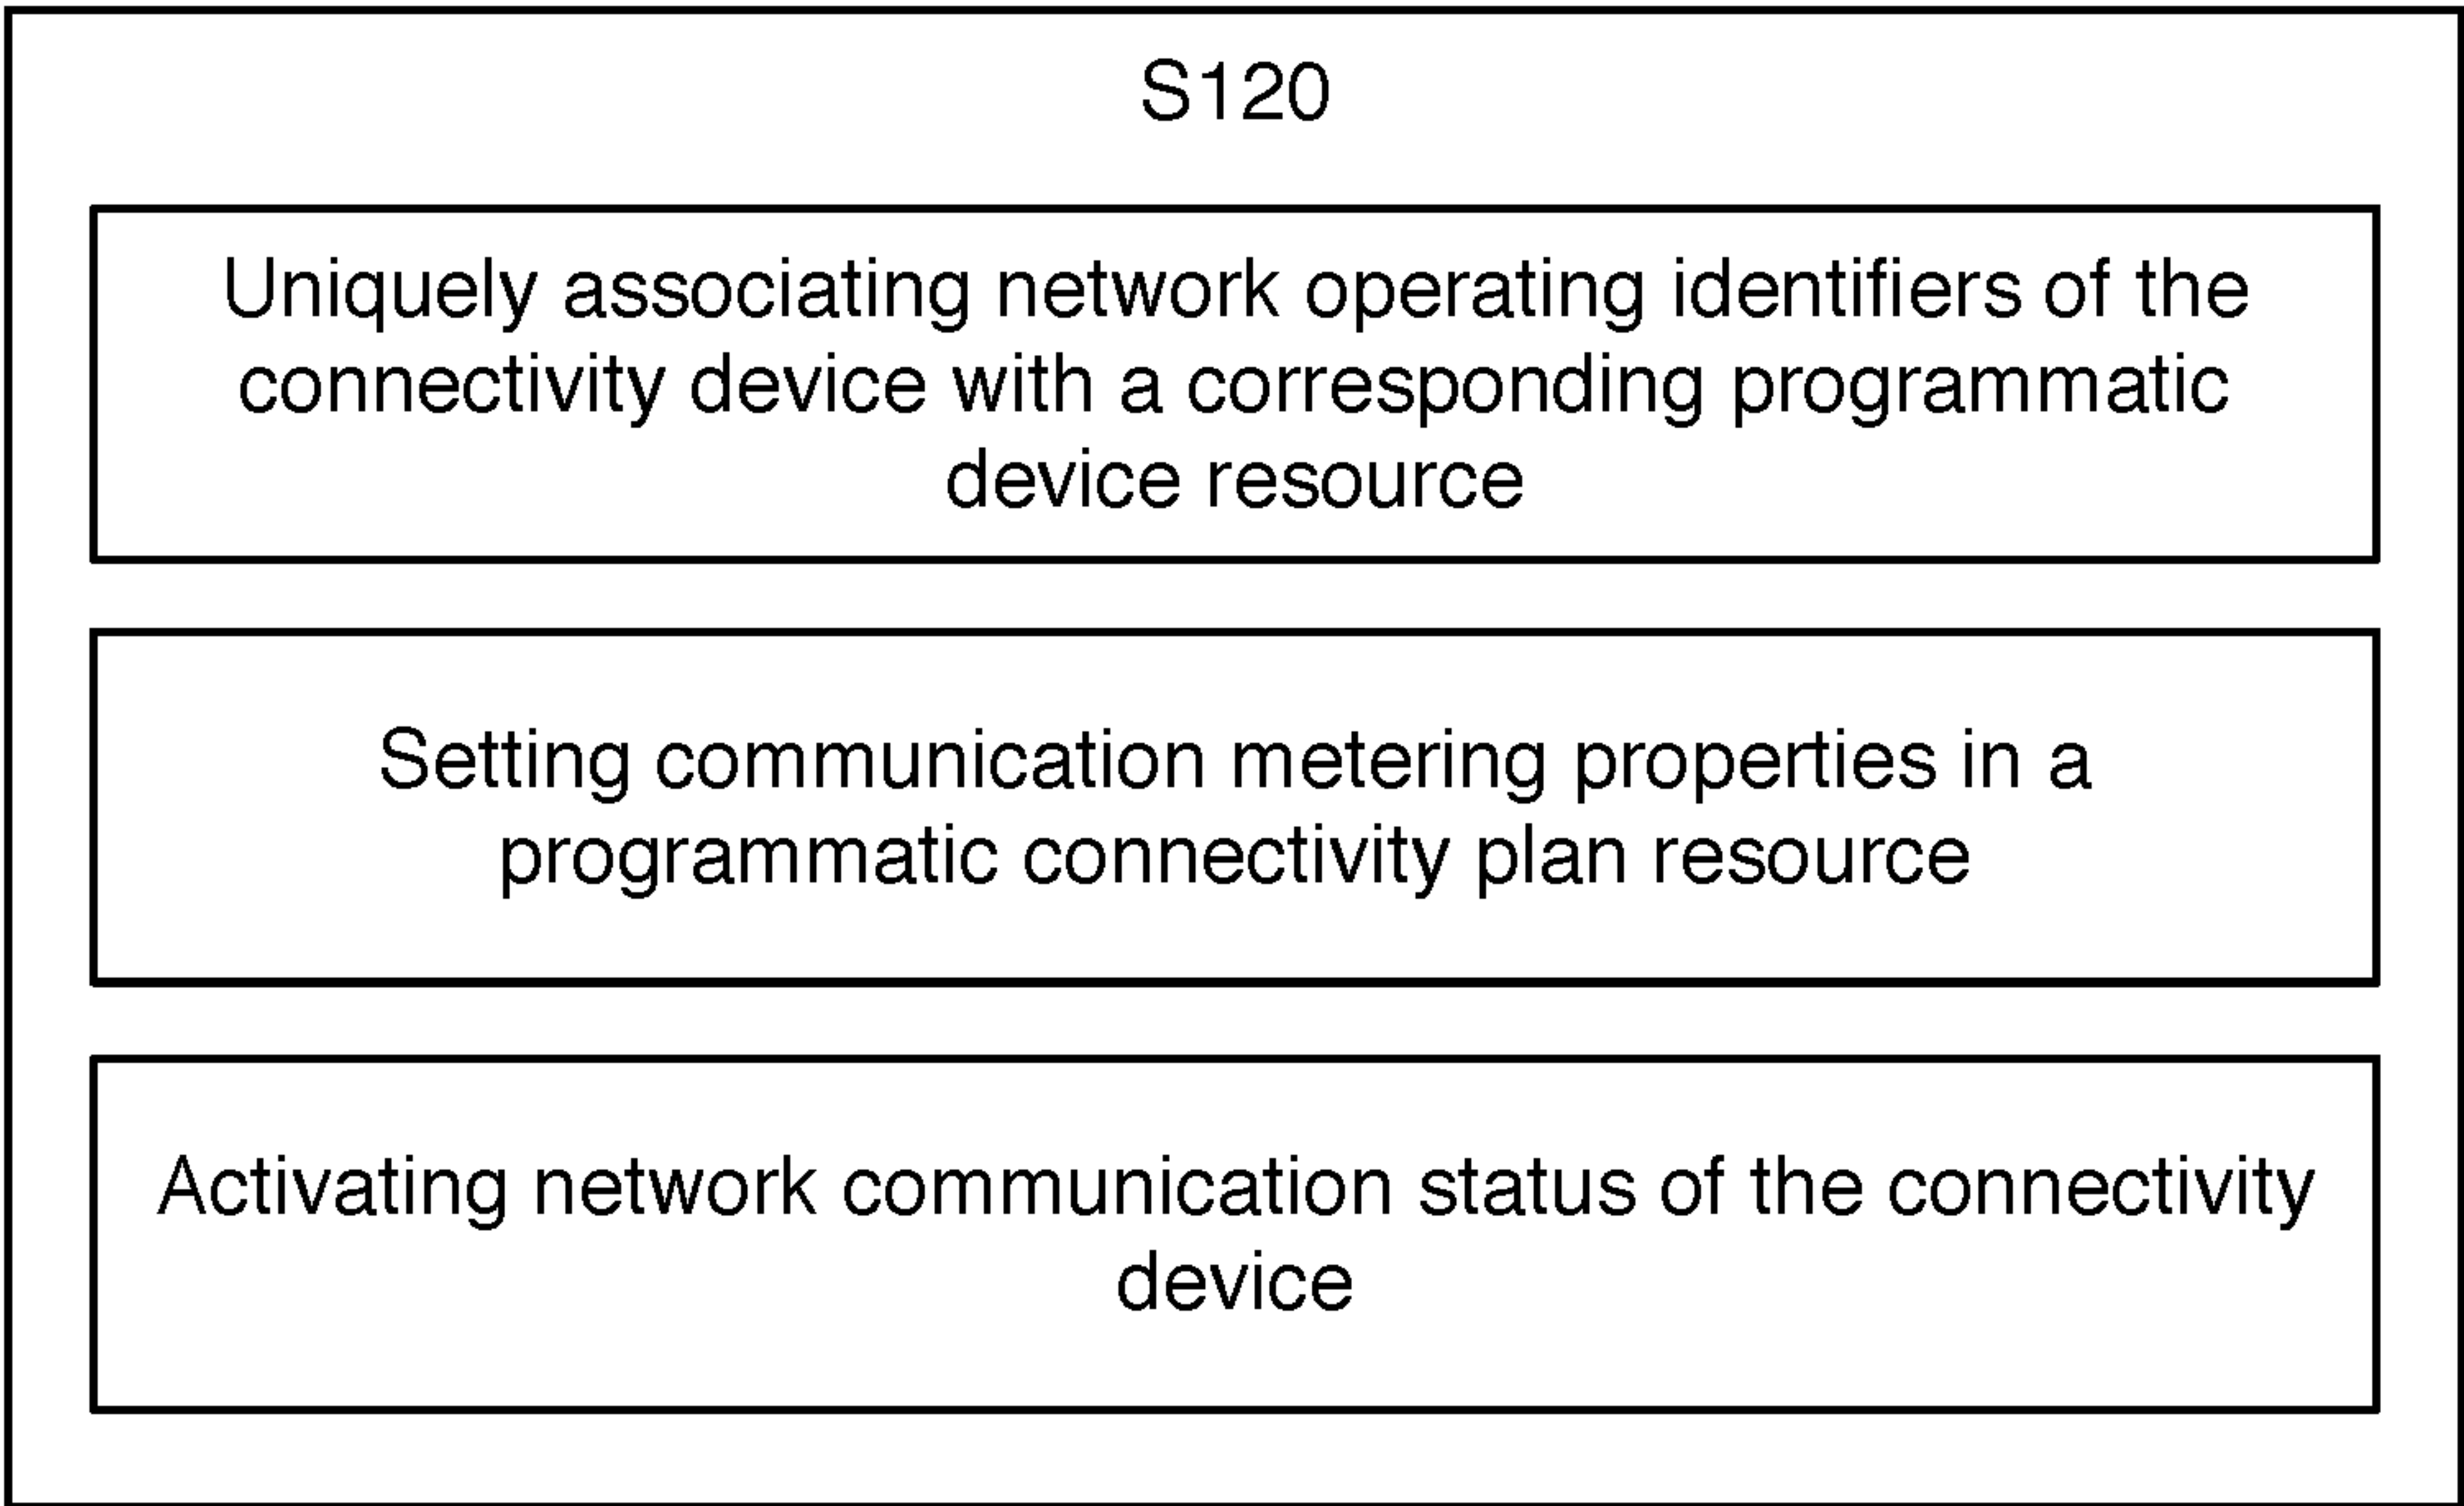 S120
Uniquely associating network operating identifiers of the
connectivity device with a corresponding programmatic
device resource
Setting communication metering properties in a
programmatic connectivity plan resource
Activating network communication status of the connectivity
device